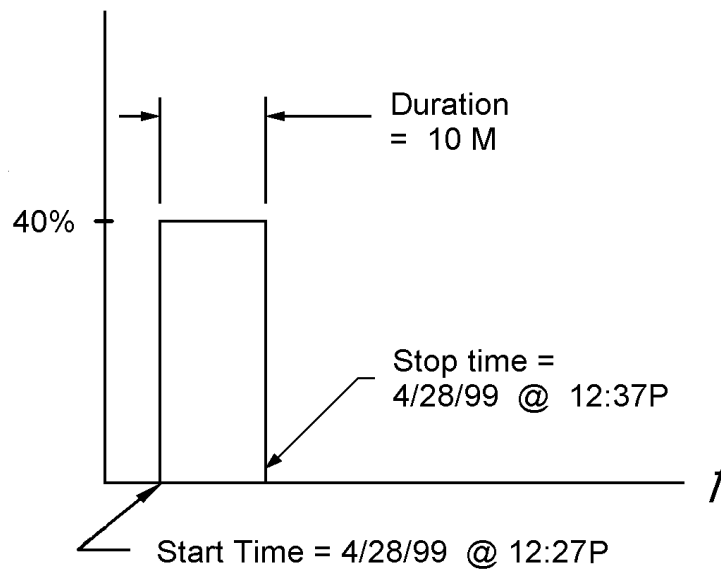 Duration
= 10 M
40%
Stop time =
4/28/99 @ 12:37P
Start Time = 4/28/99 @ 12:27P